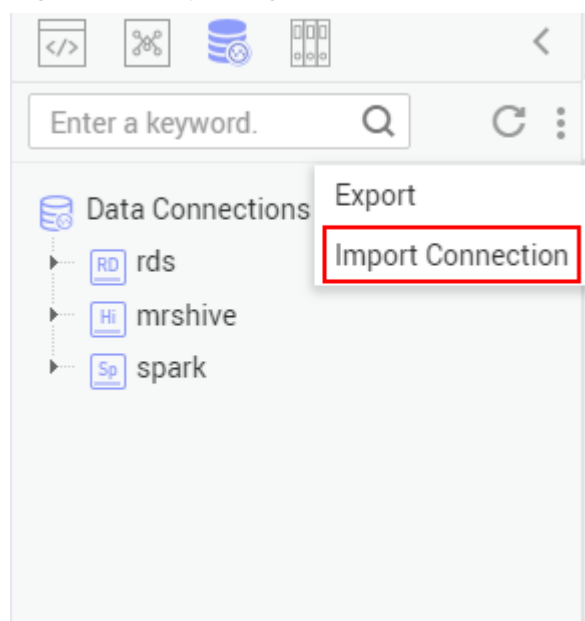 </>
Enter a keyword.
Data Connections
Export
Import Connection
RD rds
Hi mrshive
Sp spark